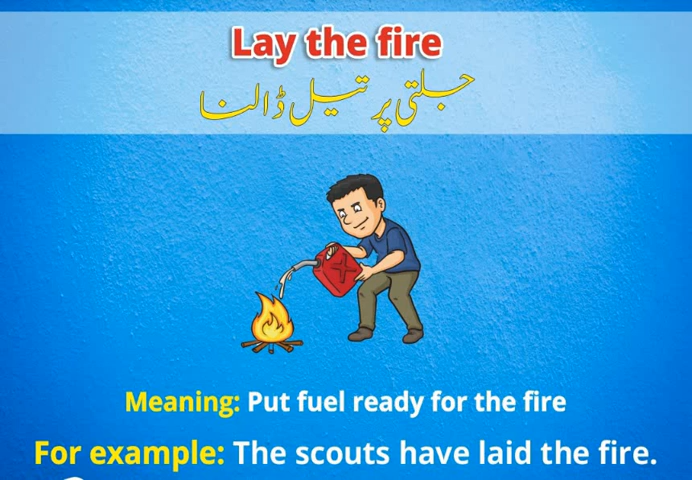 Lay the fire
جلتی پر تیل ڈالنا
Meaning: Put fuel ready for the fire
For example: The scouts have laid the fire.